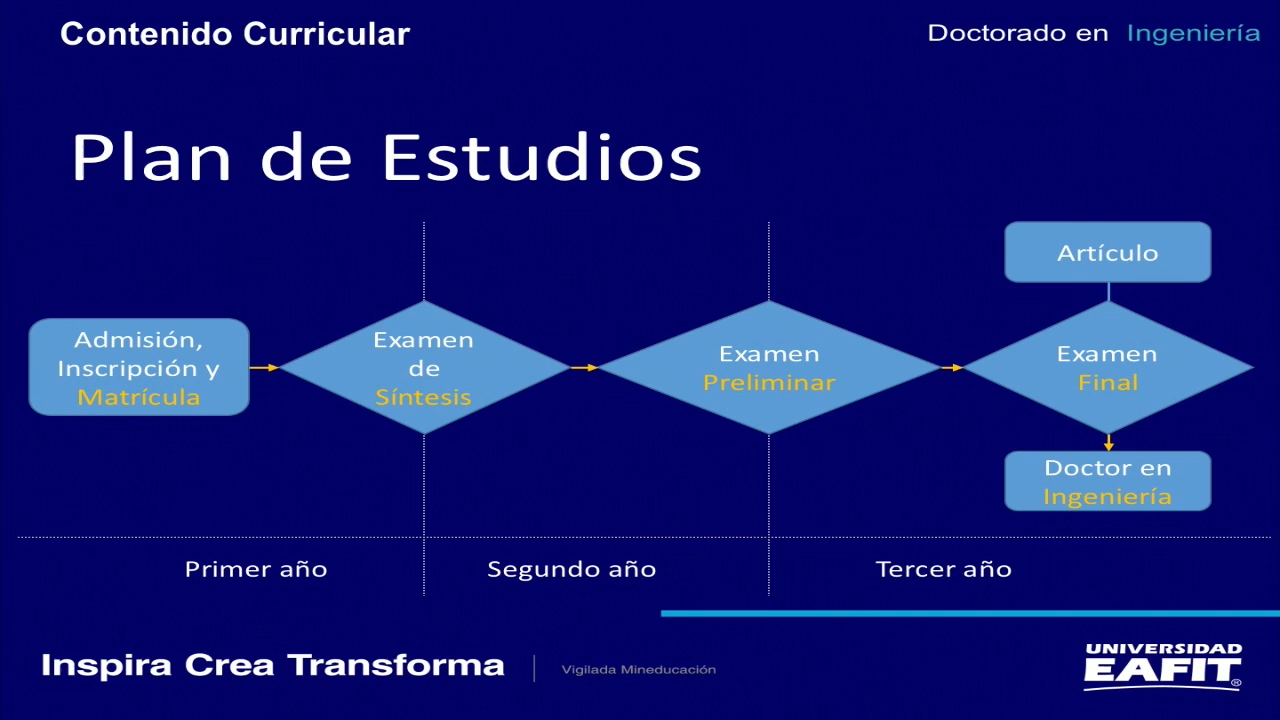 Contenido Curricular
Doctorado en Ingeniería
Plan de Estudios
Artículo
Admisión,
Inscripción y
Matrícula
Examen
de
Síntesis
Examen
Preliminar
Examen
Final
Doctor en
Ingeniería
Primer año
Segundo año
Tercer año
Inspira Crea Transforma
Vigilada Mineducación
UNIVERSIDAD
EAFIT®